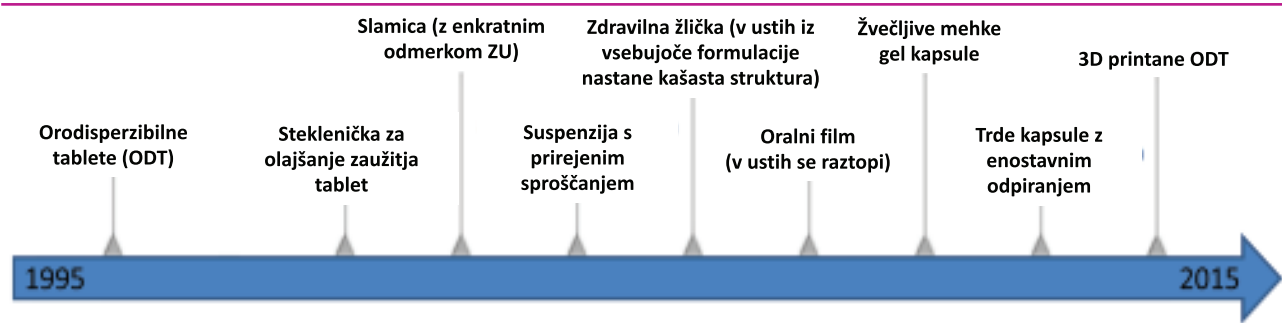 Orodisperzibilne
tablete (ODT)
Steklenička za
olajšanje zaužitja
tablet
Slamica (z enkratnim
odmerkom ZU)
Suspenzija s
prirejenim
sproščanjem
Zdravilna žlička (v ustih iz
vsebujoče formulacije
nastane kašasta struktura)
Oralni film
(v ustih se raztopi)
Žvečljive mehke
gel kapsule
Trde kapsule z
enostavnim
odpiranjem
3D printane ODT
1995
2015